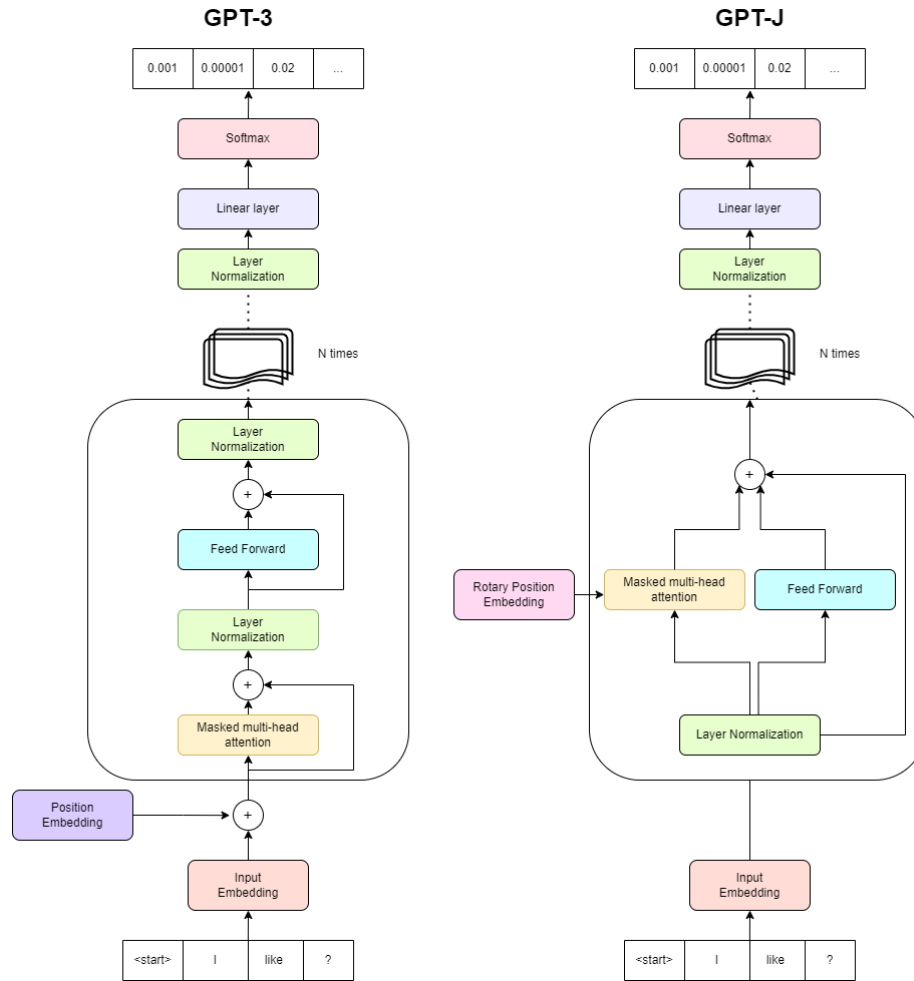 GPT-3
0.001 0.00001 0.02 ...
Softmax
Linear layer
Layer
Normalization
N times
Layer
Normalization
+
Feed Forward
Layer
Normalization
+
Masked multi-head
attention
Position
Embedding
+
Input
Embedding
<start> I like ?
GPT-J
0.001 0.00001 0.02 ...
Softmax
Linear layer
Layer
Normalization
N times
+
Rotary Position
Embedding
Masked multi-head
attention
Feed Forward
Layer Normalization
Input
Embedding
<start> I like ?